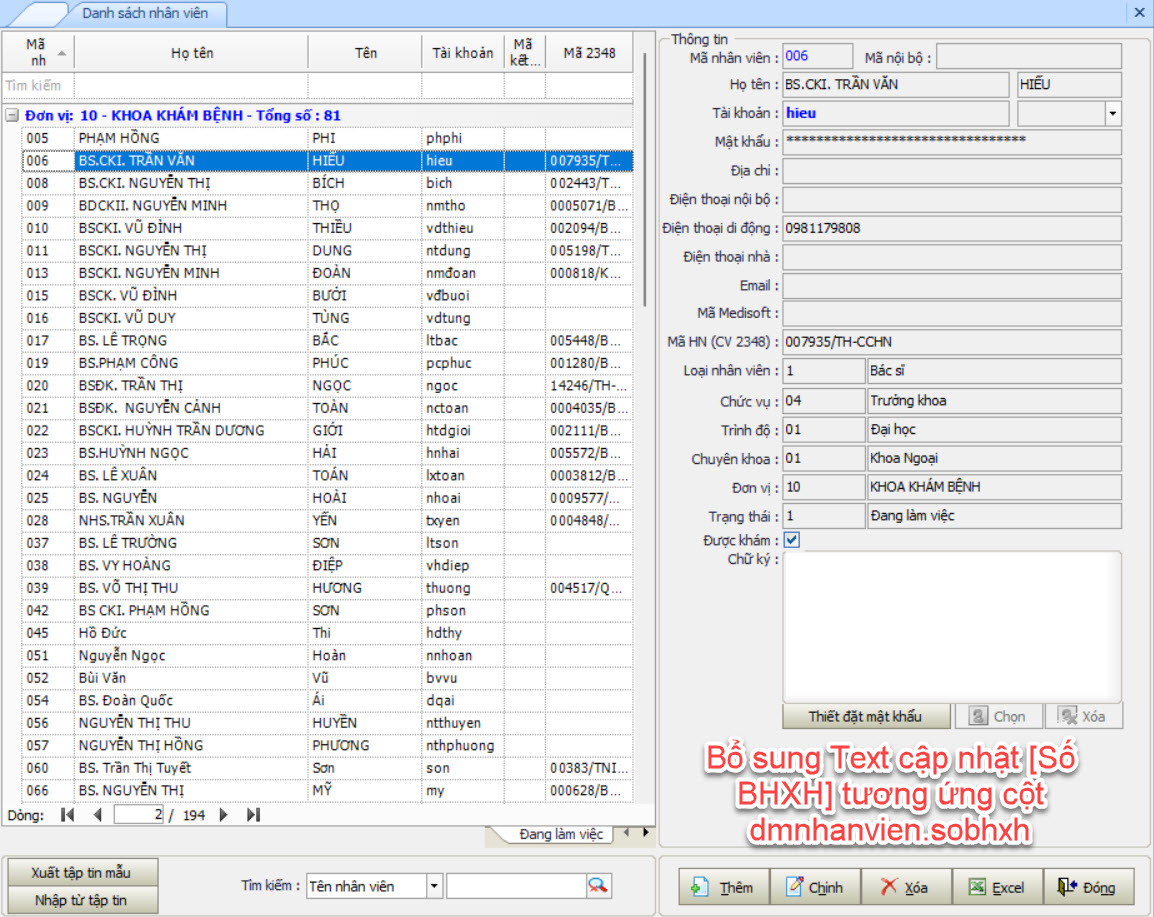 Danh sách nhân viên
Mã nh
Họ tên
Tên
Tài khoản
Mã kết...
Mã 2348
Tìm kiếm
Đơn vị: 10 - KHOA KHÁM BỆNH - Tổng số : 81
005 PHẠM HỒNG PHI phphi
006 BS.CKI. TRẦN VĂN HIẾU hieu 007935/T...
008 BS.CKI. NGUYỄN THỊ BÍCH bich 002443/T...
009 BDCKII. NGUYỄN MINH THỌ nmtho 0005071/B...
010 BSCKI. VŨ ĐÌNH THIỀU vdthieu 002094/B...
011 BSCKI. NGUYỄN THỊ DUNG ntdung 005198/T...
013 BSCKI. NGUYỄN MINH ĐOÀN nmđoan 000818/K...
015 BSCK. VŨ ĐÌNH BƯỞI vđbuoi
016 BSCKI. VŨ DUY TÙNG vdtung
017 BS. LÊ TRỌNG BẮC ltbac 005448/B...
019 BS.PHẠM CÔNG PHÚC pcphuc 001280/B...
020 BSĐK. TRẦN THỊ NGỌC ngoc 14246/TH-...
021 BSĐK. NGUYỄN CẢNH TOÀN nctoan 0004035/B...
022 BSCKI. HUỲNH TRẦN DƯƠNG GIỚI htdgioi 002111/B...
023 BS.HUỲNH NGỌC HẢI hnhai 005572/B...
024 BS. LÊ XUÂN TOÁN lxtoan 0003812/B...
025 BS. NGUYỄN HOÀI nhoai 0009577/...
028 NHS.TRẦN XUÂN YẾN txyen 0004848/...
037 BS. LÊ TRƯỜNG SƠN ltson
038 BS. VY HOÀNG ĐIỆP vhdiep
039 BS. VÕ THỊ THU HƯƠNG thuong 004517/Q...
042 BS CKI. PHẠM HỒNG SƠN phson
045 Hồ Đức Thi hdthy
051 Nguyễn Ngọc Hoàn nnhoan
052 Bùi Văn Vũ bvvu
054 BS. Đoàn Quốc Ái dqai
056 NGUYỄN THỊ THU HUYỀN ntthuyen
057 NGUYỄN THỊ HỒNG PHƯƠNG nthphuong
060 BS. Trần Thị Tuyết Sơn son 00383/TNI...
066 BS. NGUYỄN THỊ MỸ my 000628/B...
Dòng: 2 / 194
Đang làm việc
Xuất tập tin mẫu
Nhập từ tập tin
Tìm kiếm : Tên nhân viên
Thông tin
Mã nhân viên : 006 Mã nội bộ :
Họ tên : BS.CKI. TRẦN VĂN HIẾU
Tài khoản : hieu
Mật khẩu : ********************************
Địa chỉ :
Điện thoại nội bộ :
Điện thoại di động : 0981179808
Điện thoại nhà :
Email :
Mã Medisoft :
Mã HN (CV 2348) : 007935/TH-CCHN
Loại nhân viên : 1 Bác sĩ
Chức vụ : 04 Trưởng khoa
Trình độ : 01 Đại học
Chuyên khoa : 01 Khoa Ngoại
Đơn vị : 10 KHOA KHÁM BỆNH
Trạng thái : 1 Đang làm việc
Được khám :
Chữ ký :
Thiết đặt mật khẩu Chọn Xóa
Bổ sung Text cập nhật [Số
BHXH] tương ứng cột
dmnhanvien.sobhxh
Thêm Chỉnh Xóa Excel Đóng